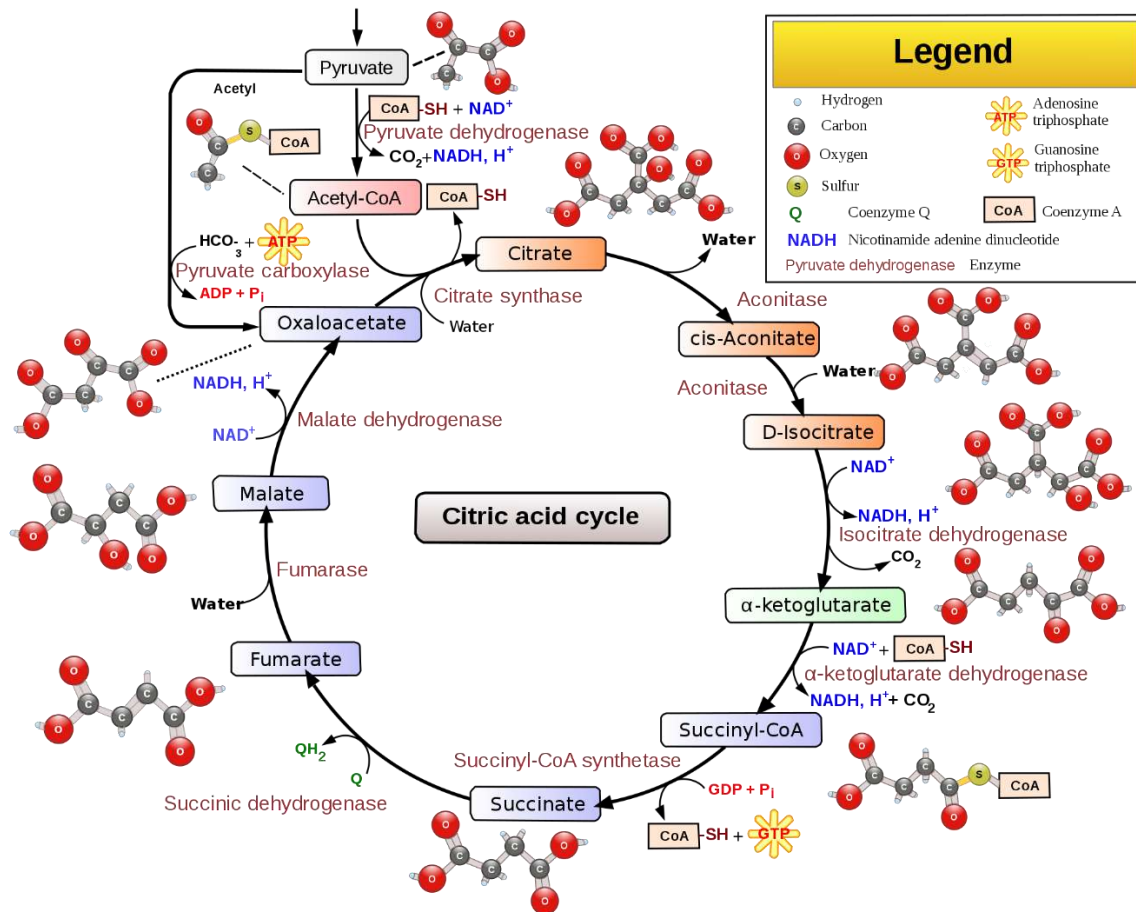 Legend
Hydrogen
C Carbon
O Oxygen
S Sulfur
Q Coenzyme Q
NADH Nicotinamide adenine dinucleotide
Pyruvate dehydrogenase Enzyme
ATP Adenosine triphosphate
GTP Guanosine triphosphate
CoA Coenzyme A
Pyruvate
Acetyl
CoA-SH + NAD⁺
Pyruvate dehydrogenase
CO₂+NADH, H⁺
S CoA
Acetyl-CoA
CoA-SH
HCO₃⁻ + ATP
Pyruvate carboxylase
ADP + Pᵢ
Citrate
Citrate synthase
Water
Oxaloacetate
Water
Aconitase
cis-Aconitate
Aconitase
Water
D-Isocitrate
NAD⁺
NADH, H⁺
Isocitrate dehydrogenase
CO₂
α-ketoglutarate
NAD⁺ + CoA-SH
α-ketoglutarate dehydrogenase
NADH, H⁺ + CO₂
Succinyl-CoA
S CoA
Succinyl-CoA synthetase
GDP + Pᵢ
CoA-SH + GTP
Succinate
Q
QH₂
Succinic dehydrogenase
Fumarate
Water
Fumarase
Malate
NAD⁺
Malate dehydrogenase
NADH, H⁺
Citric acid cycle